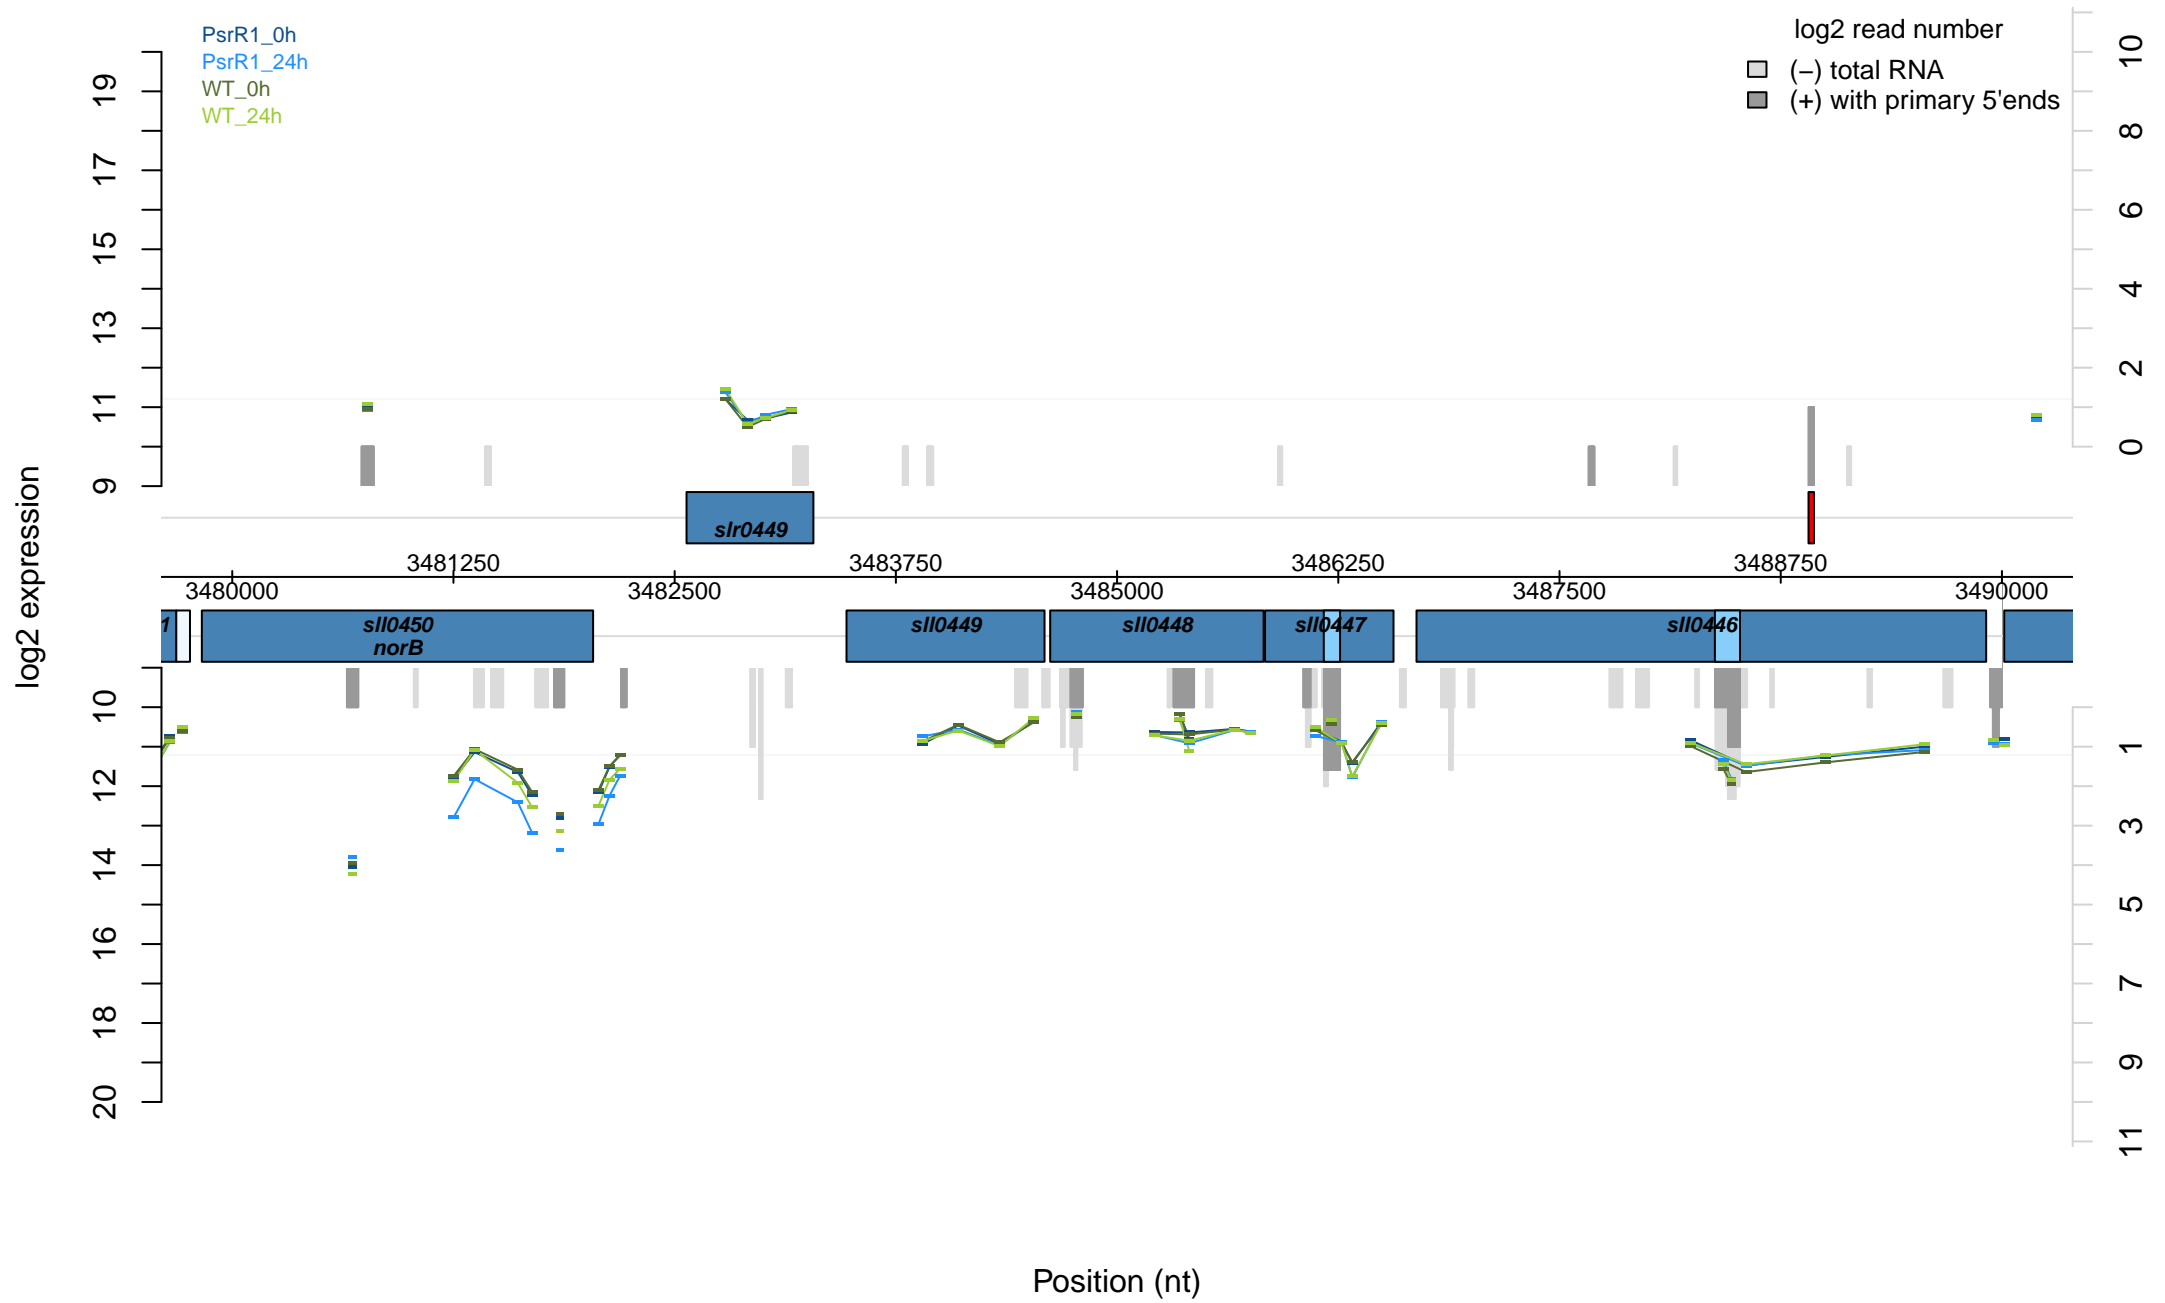 PsrR1_0h
PsrR1_24h
WT_0h
WT_24h
log2 read number
(−) total RNA
(+) with primary 5'ends
19
17
15
13
11
9
10
8
6
4
2
0
log2 expression
slr0449
3481250 3483750 3486250 3488750
3480000 3482500 3485000 3487500 3490000
1 sll0450 sll0449 sll0448 sll0447 sll0446
norB
10
12
14
16
18
20
1
3
5
7
9
11
Position (nt)